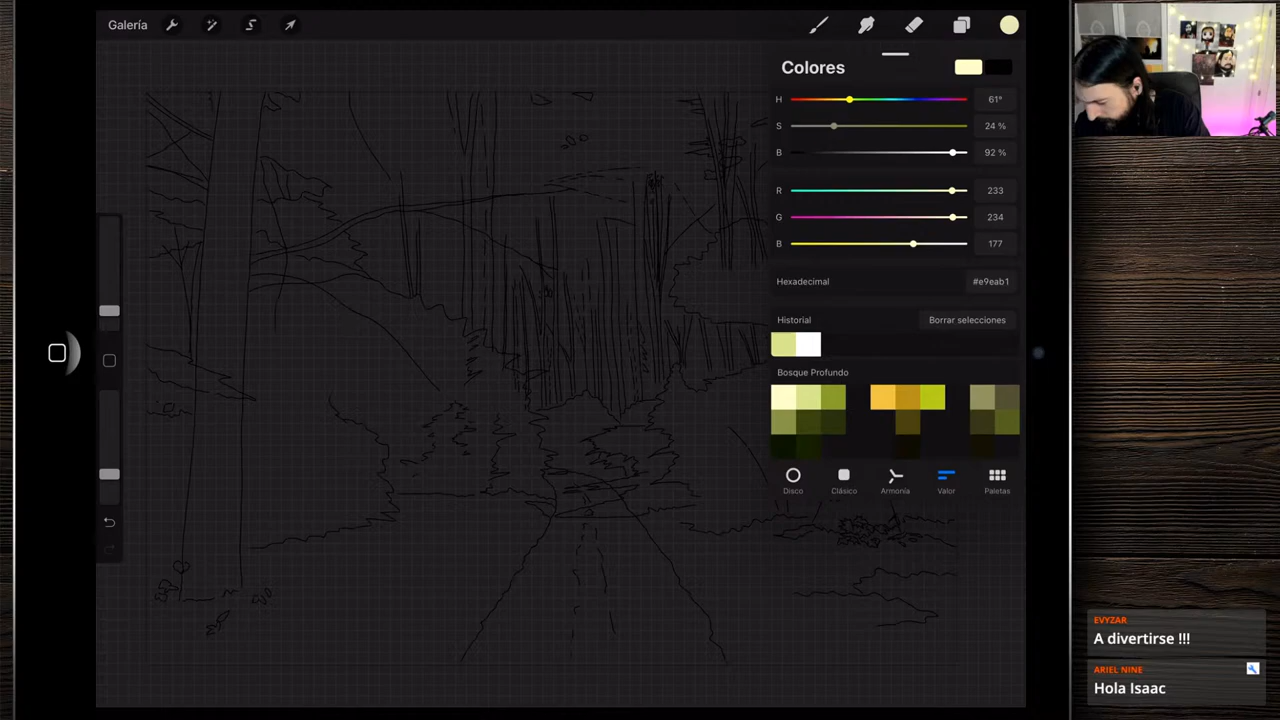 Galería
Colores
H 61°
S 24 %
B 92 %
R 233
G 234
B 177
Hexadecimal #e9eab1
Historial Borrar selecciones
Bosque Profundo
Disco Clásico Armonía Valor Paletas
EVYZAR
A divertirse !!!
ARIEL NINE
Hola Isaac